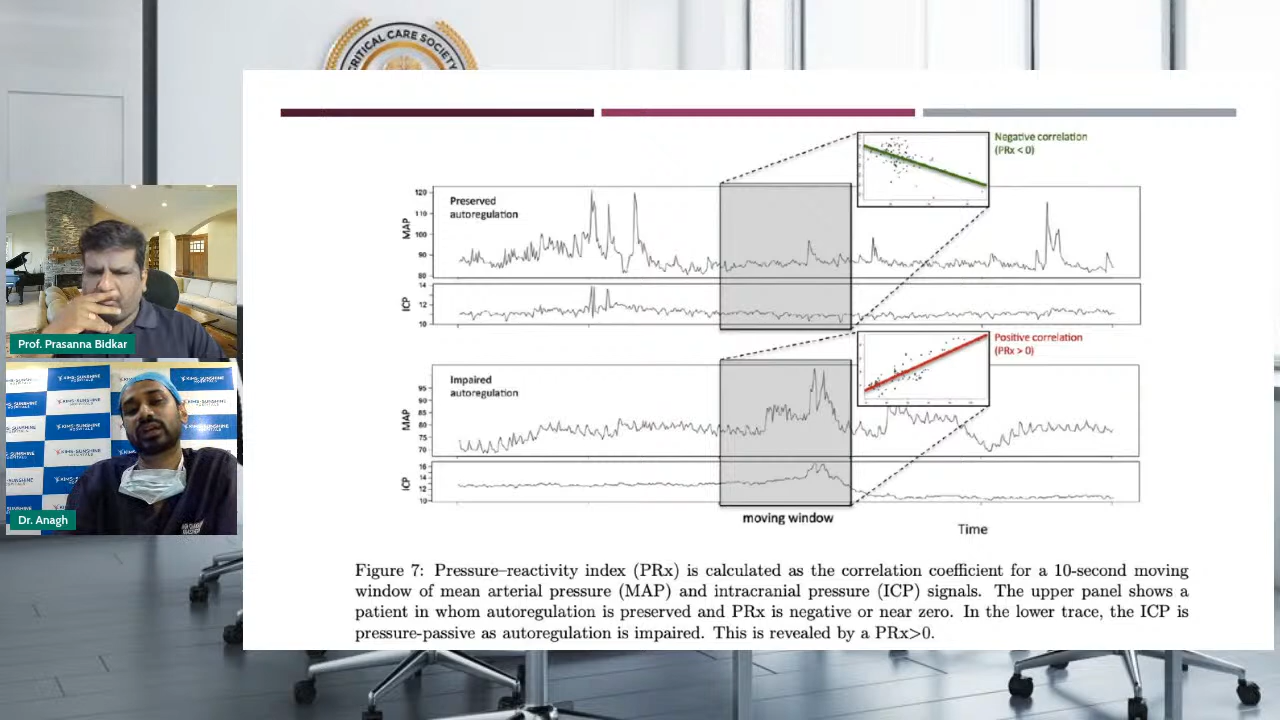 CRITICAL CARE SOCIETY
Negative correlation
(PRx < 0)
Preserved
autoregulation
MAP
120
110
100
90
80
ICP
14
12
10
Positive correlation
(PRx > 0)
Impaired
autoregulation
MAP
95
90
85
80
75
70
ICP
16
14
12
10
moving window
Time
Figure 7: Pressure–reactivity index (PRx) is calculated as the correlation coefficient for a 10-second moving
window of mean arterial pressure (MAP) and intracranial pressure (ICP) signals. The upper panel shows a
patient in whom autoregulation is preserved and PRx is negative or near zero. In the lower trace, the ICP is
pressure-passive as autoregulation is impaired. This is revealed by a PRx>0.
Prof. Prasanna Bidkar
KIMS-SUNSHINE
HOSPITALS
Dr. Anagh